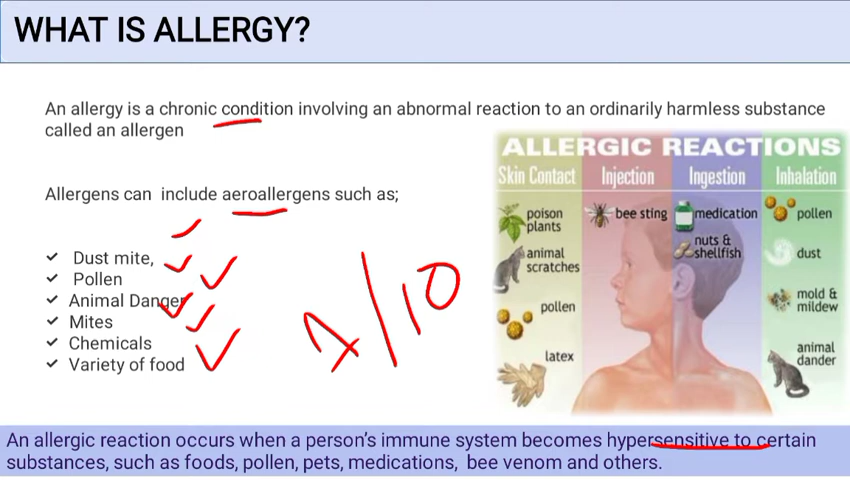 WHAT IS ALLERGY?
An allergy is a chronic condition involving an abnormal reaction to an ordinarily harmless substance
called an allergen
Allergens can include aeroallergens such as;
✓ Dust mite,
✓ Pollen
✓ Animal Danger
✓ Mites
✓ Chemicals
✓ Variety of food
/10
ALLERGIC REACTIONS
Skin Contact
poison
plants
animal
scratches
pollen
latex
Injection
bee sting
Ingestion
medication
nuts &
shellfish
Inhalation
pollen
dust
mold &
mildew
animal
dander
An allergic reaction occurs when a person's immune system becomes hypersensitive to certain
substances, such as foods, pollen, pets, medications, bee venom and others.